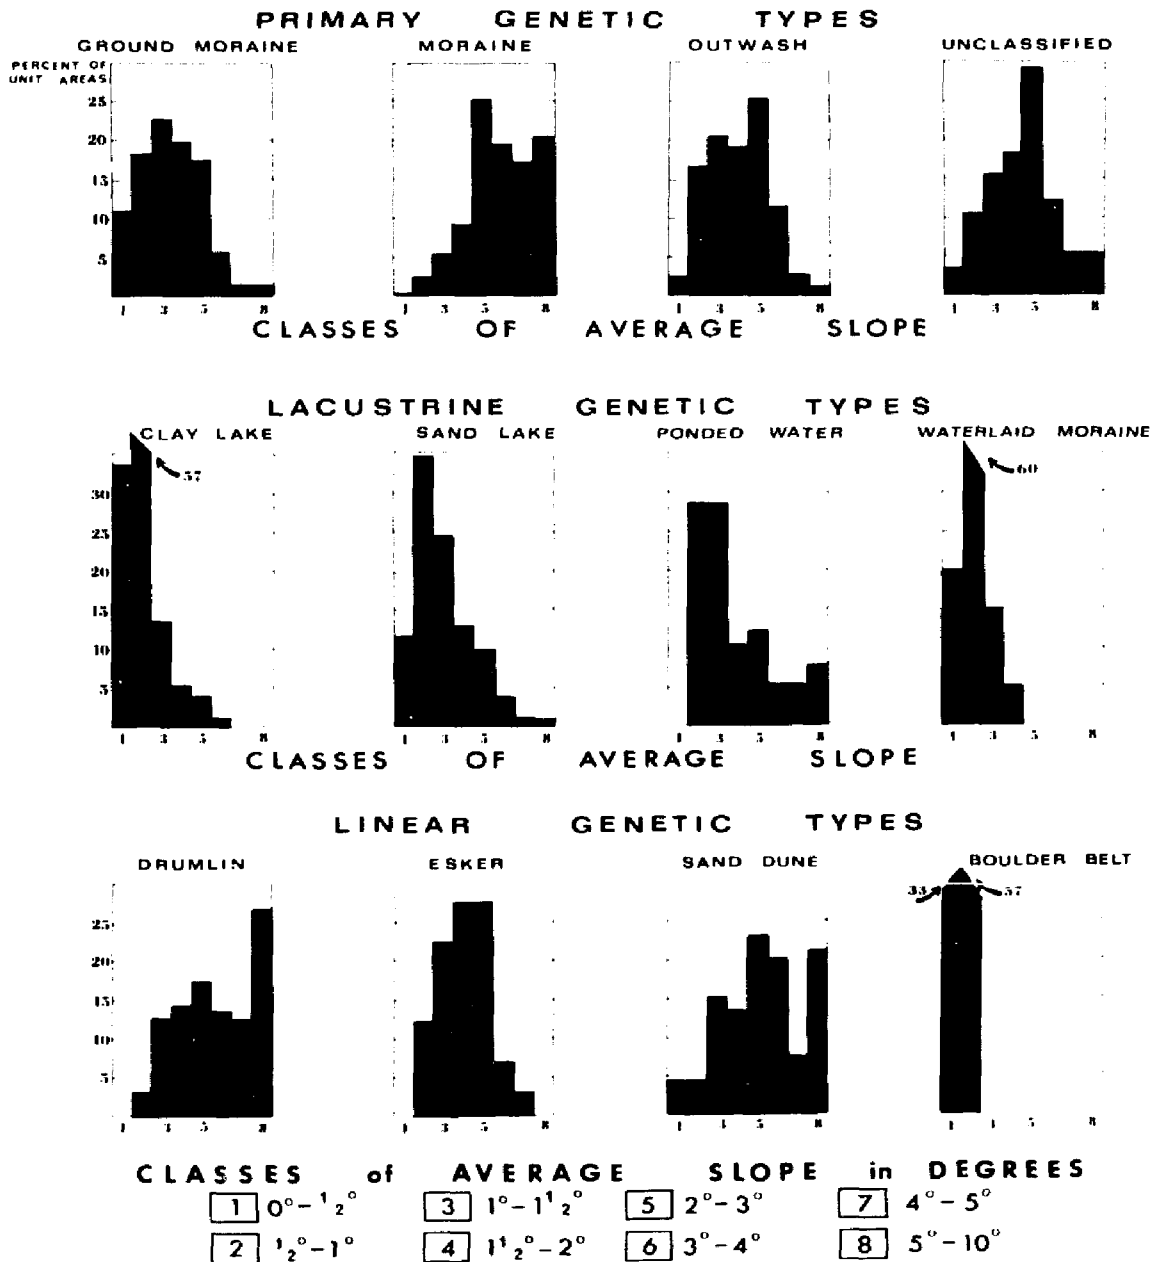 PRIMARY GENETIC TYPES
GROUND MORAINE MORAINE OUTWASH UNCLASSIFIED
PERCENT OF
UNIT AREAS
25
20
15
10
5
1 3 5 8 1 3 5 8 1 3 5 8 1 3 5 8
CLASSES OF AVERAGE SLOPE
LACUSTRINE GENETIC TYPES
CLAY LAKE SAND LAKE PONDED WATER WATERLAID MORAINE
57 60
30
25
20
15
10
5
1 3 5 8 1 3 5 8 1 3 5 8 1 3 5 8
CLASSES OF AVERAGE SLOPE
LINEAR GENETIC TYPES
DRUMLIN ESKER SAND DUNE BOULDER BELT
33 57
25
20
15
10
5
1 3 5 8 1 3 5 8 1 3 5 8 1 3 5 8
CLASSES of AVERAGE SLOPE in DEGREES
1 0°-½° 3 1°-1½° 5 2°-3° 7 4°-5°
2 ½°-1° 4 1½°-2° 6 3°-4° 8 5°-10°